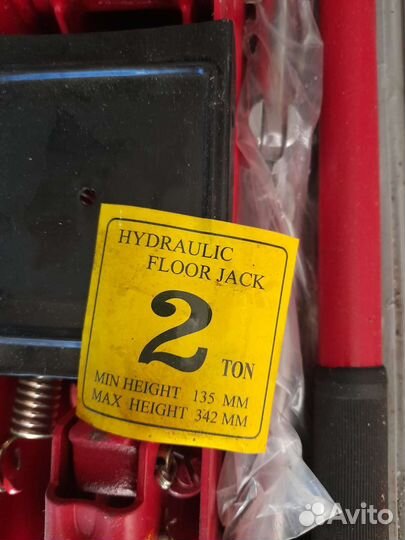 HYDRAULIC
FLOOR JACK
2 TON
MIN HEIGHT 135 MM
MAX HEIGHT 342 MM
Avito